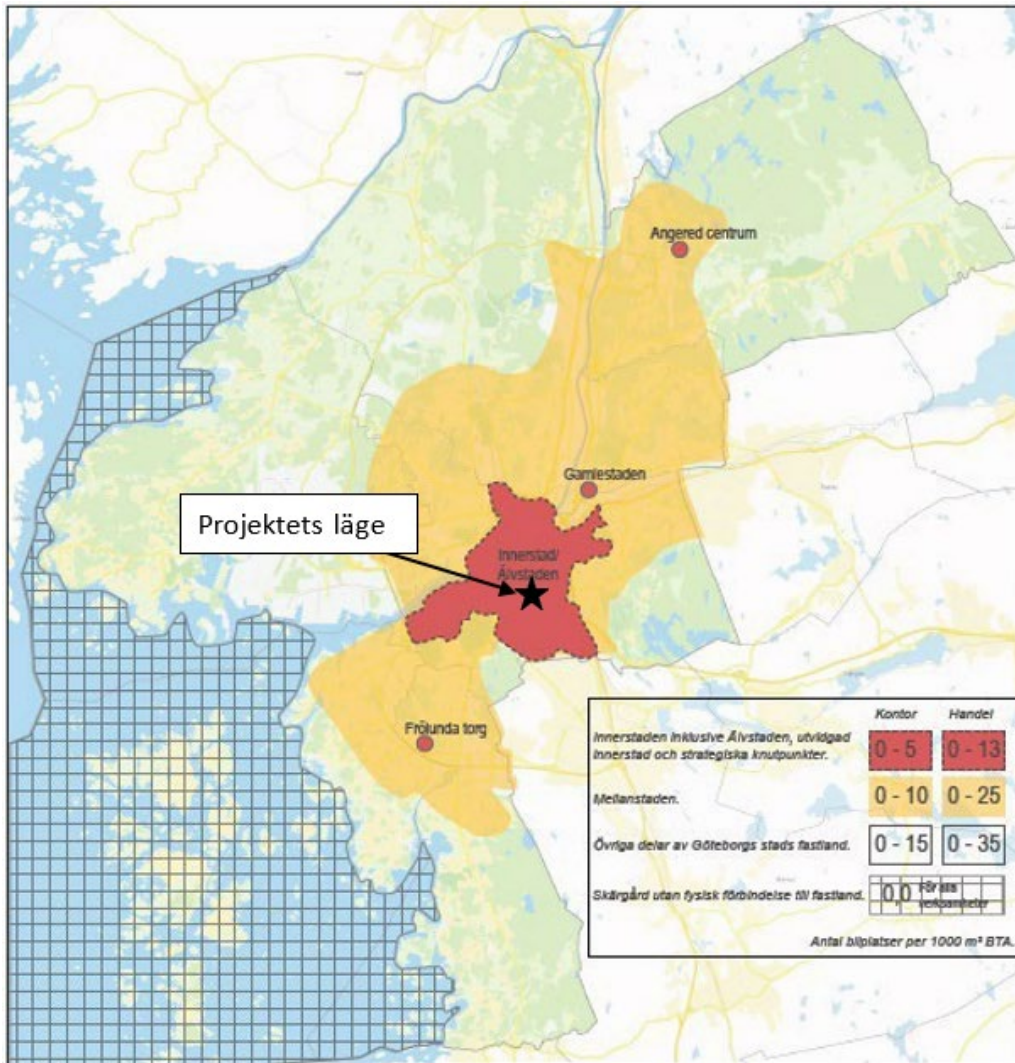 Angered centrum
Gamlestaden
Projektets läge
Innerstad/
Älvstaden
Frölunda torg
Kontor Handel
Innerstaden inklusive Älvstaden, utvidgad
innerstad och strategiska knutpunkter.
0 - 5 0 - 13
Mellanstaden.
0 - 10 0 - 25
Övriga delar av Göteborgs stads fastland.
0 - 15 0 - 35
Skärgård utan fysisk förbindelse till fastland.
0,0 För alla
verksamheter
Antal bilplatser per 1000 m² BTA.